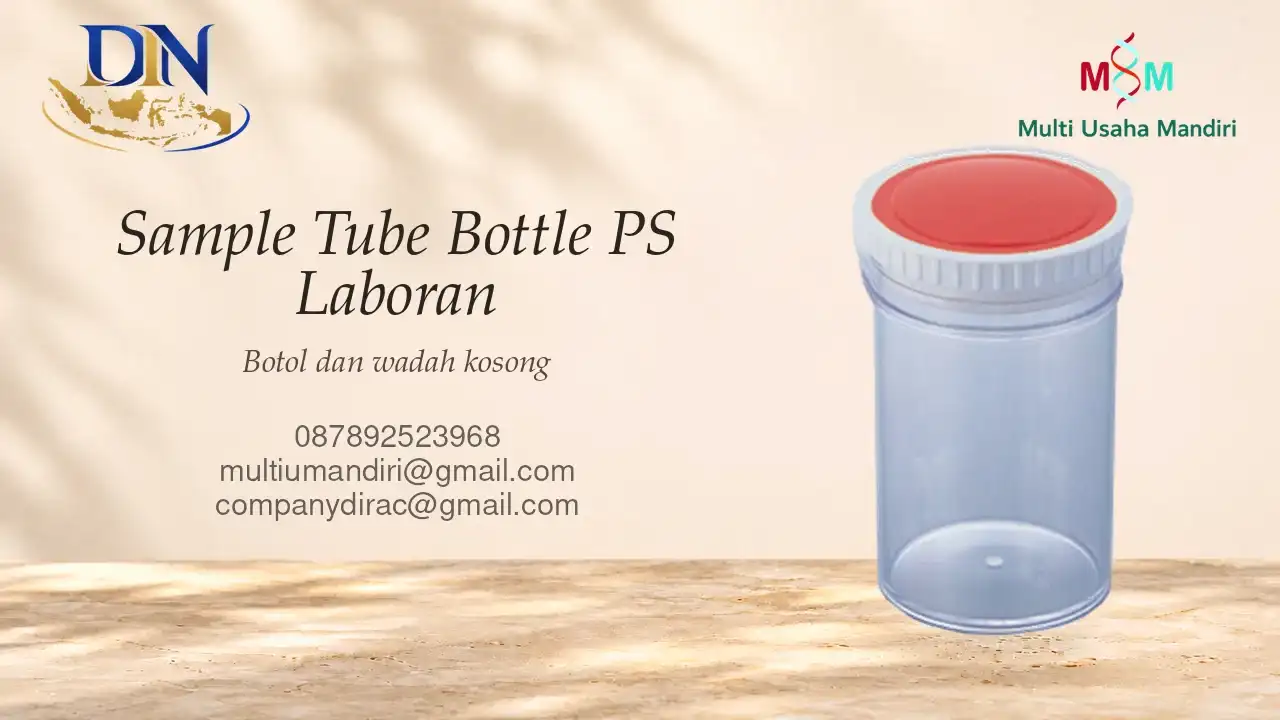 DIN
MSM
Multi Usaha Mandiri
Sample Tube Bottle PS
Laboran
Botol dan wadah kosong
087892523968
multiumandiri@gmail.com
companydirac@gmail.com